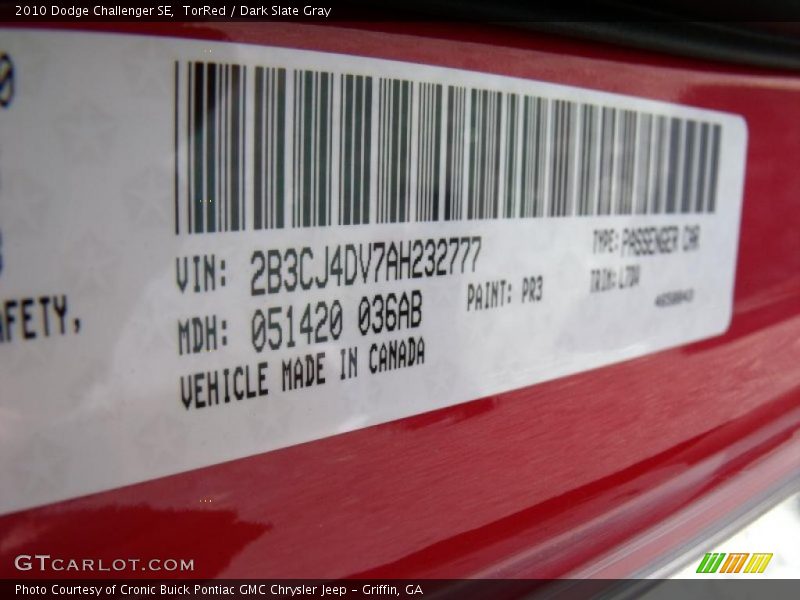 2010 Dodge Challenger SE, TorRed / Dark Slate Gray
AFETY,
VIN: 2B3CJ4DV7AH232777
TYPE: PASSENGER CAR
MDH: 051420 036AB
PAINT: PR3
TRIM:
VEHICLE MADE IN CANADA
GTCARLOT.COM
Photo Courtesy of Cronic Buick Pontiac GMC Chrysler Jeep - Griffin, GA